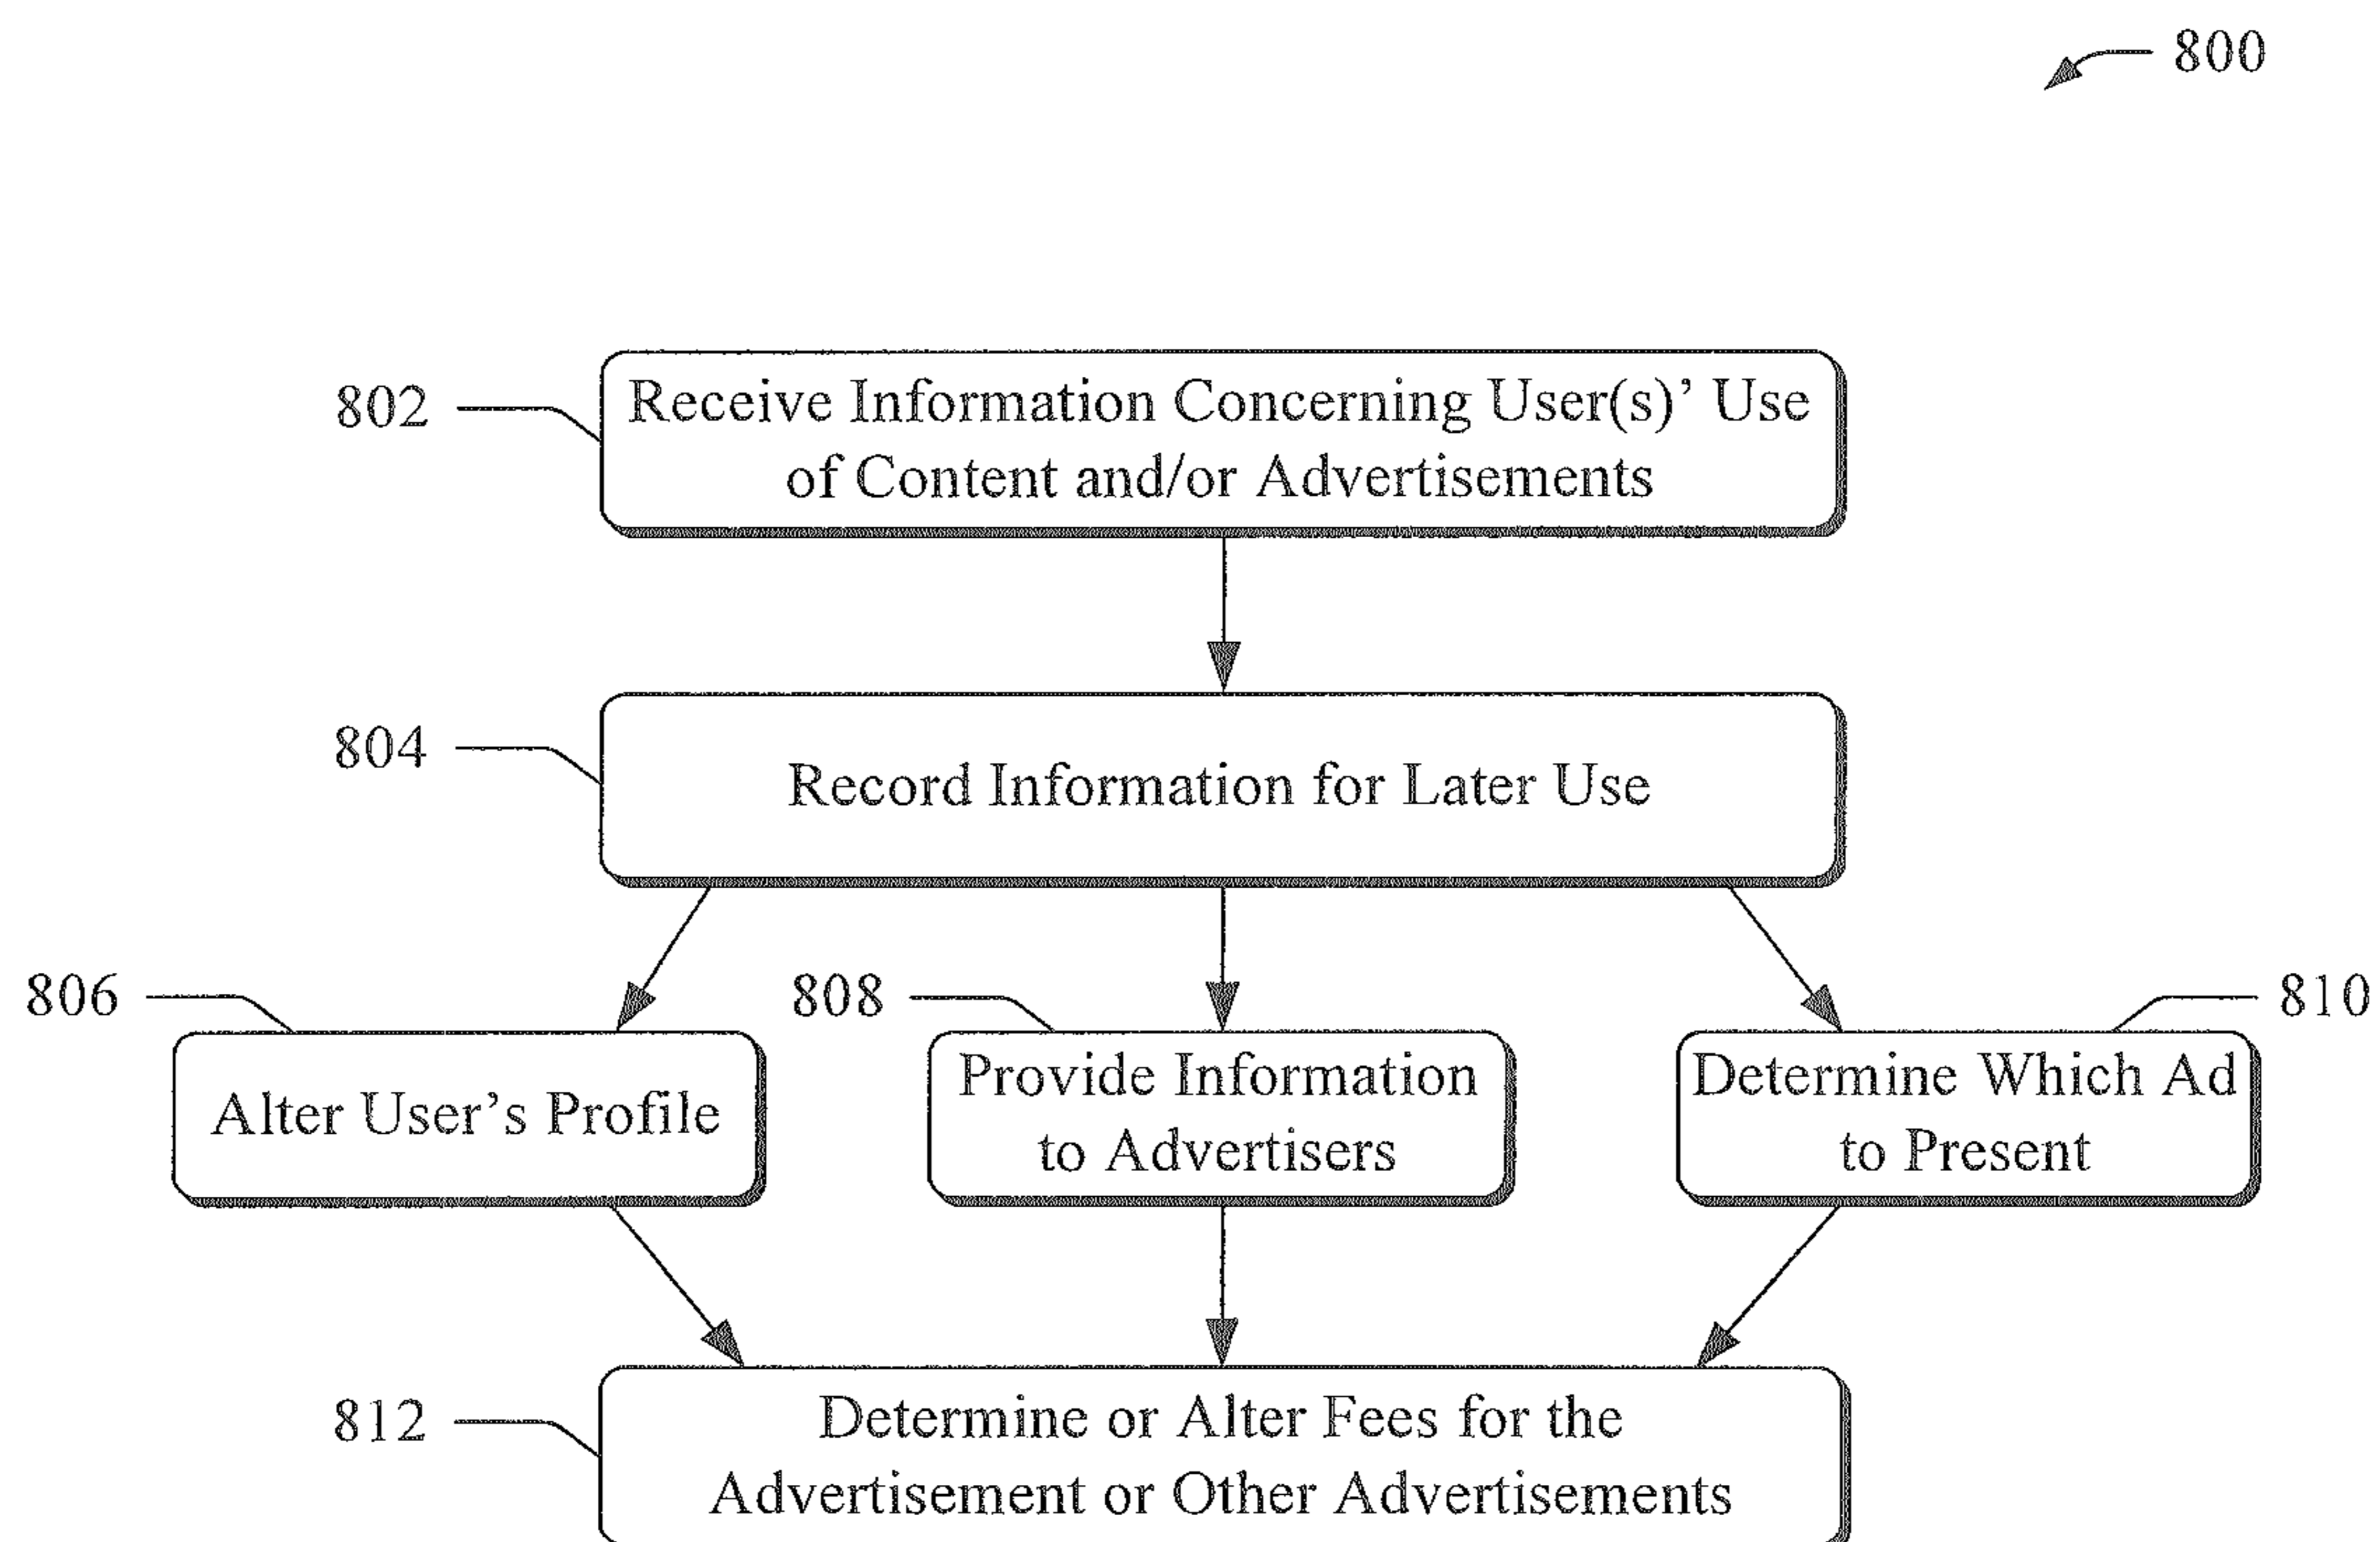 800
802
Receive Information Concerning User(s)’ Use
of Content and/or Advertisements
804
Record Information for Later Use
806
Alter User’s Profile
808
Provide Information
to Advertisers
810
Determine Which Ad
to Present
812
Determine or Alter Fees for the
Advertisement or Other Advertisements